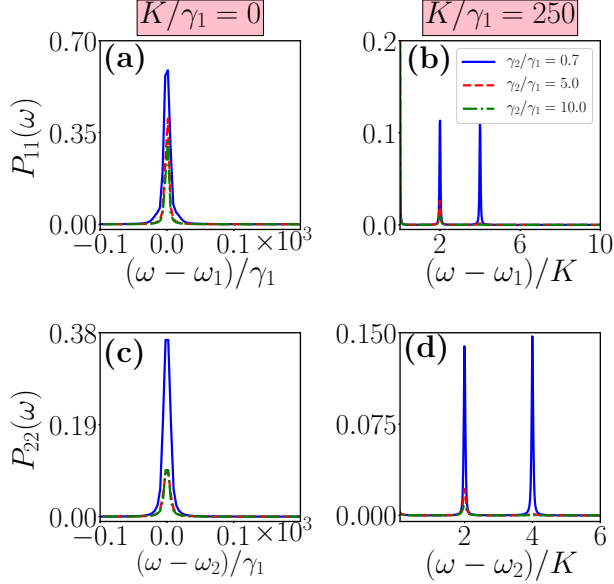 K/γ₁ = 0
K/γ₁ = 250
(a)
P₁₁(ω)
0.70
0.35
0.00
−0.1 0.0 0.1 ×10³
(ω − ω₁)/γ₁
(b)
γ₂/γ₁ = 0.7
γ₂/γ₁ = 5.0
γ₂/γ₁ = 10.0
0.2
0.1
0.0
2 6 10
(ω − ω₁)/K
(c)
P₂₂(ω)
0.38
0.19
0.00
−0.1 0.0 0.1 ×10³
(ω − ω₂)/γ₁
(d)
0.150
0.075
0.000
2 4 6
(ω − ω₂)/K